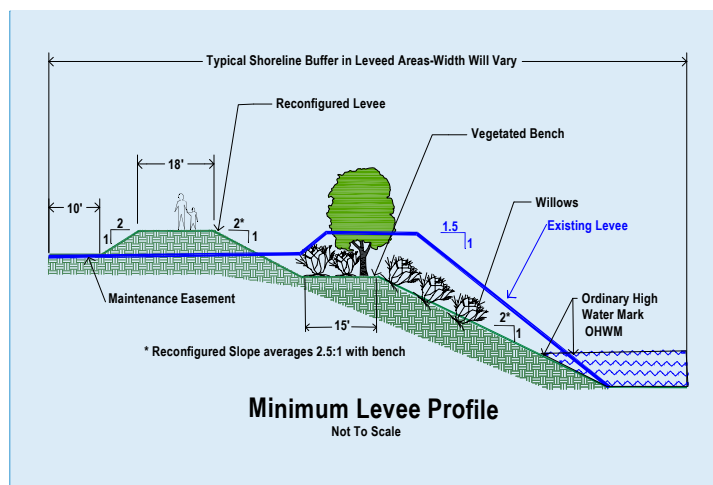 Typical Shoreline Buffer in Leveed Areas-Width Will Vary
Reconfigured Levee
Vegetated Bench
18'
10'
Willows
Existing Levee
2
1
2*
1
1.5
1
Maintenance Easement
Ordinary High
Water Mark
OHWM
15'
2*
1
* Reconfigured Slope averages 2.5:1 with bench
Minimum Levee Profile
Not To Scale